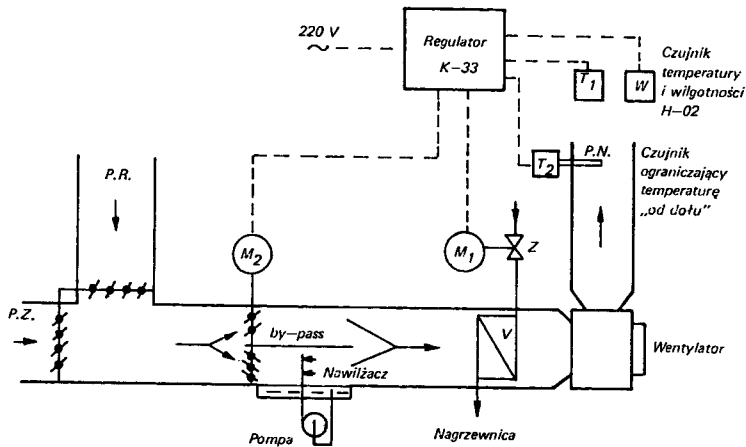 220 V
Regulator
K–33
Czujnik
temperatury
i wilgotności
H–02
T1
W
T2
P.N.
Czujnik
ograniczający
temperaturę
„od dołu”
P.R.
M2
M1
Z
P.Z.
by–pass
V
Nawilżacz
Wentylator
Pompa
Nagrzewnica